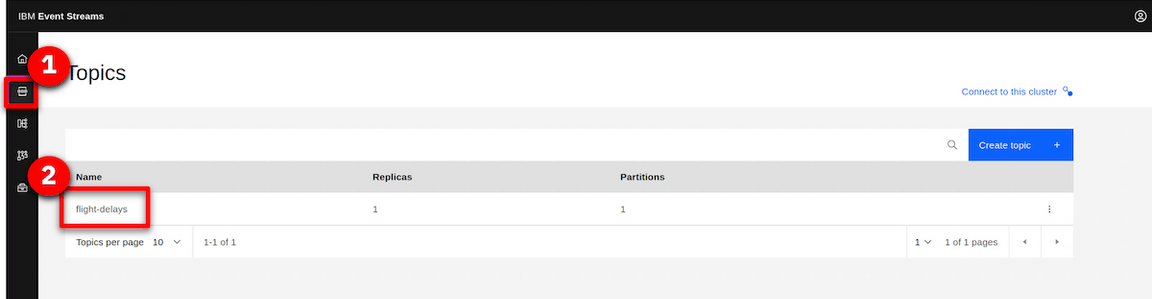 IBM Event Streams
1
Topics
Connect to this cluster
Create topic +
2
Name Replicas Partitions
flight-delays 1 1
Topics per page 10 1-1 of 1 1 1 of 1 pages